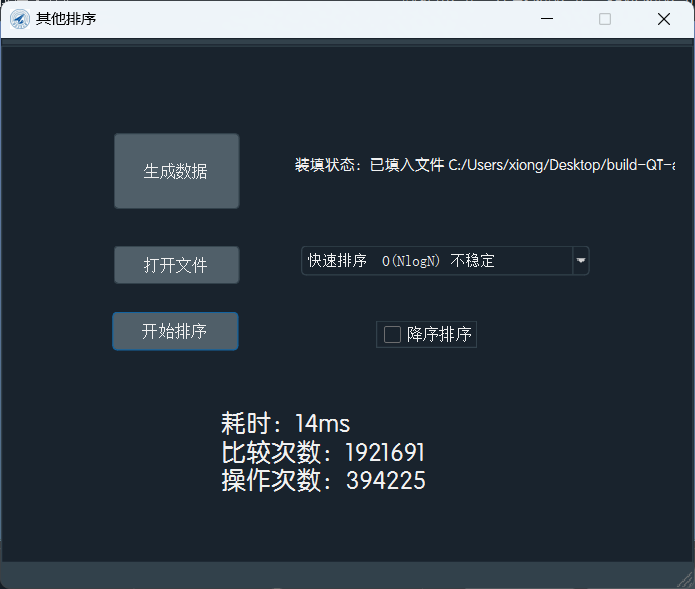 其他排序
生成数据
装填状态：已填入文件 C:/Users/xiong/Desktop/build-QT-
打开文件
快速排序 O(NlogN) 不稳定
开始排序
降序排序
耗时：14ms
比较次数：1921691
操作次数：394225